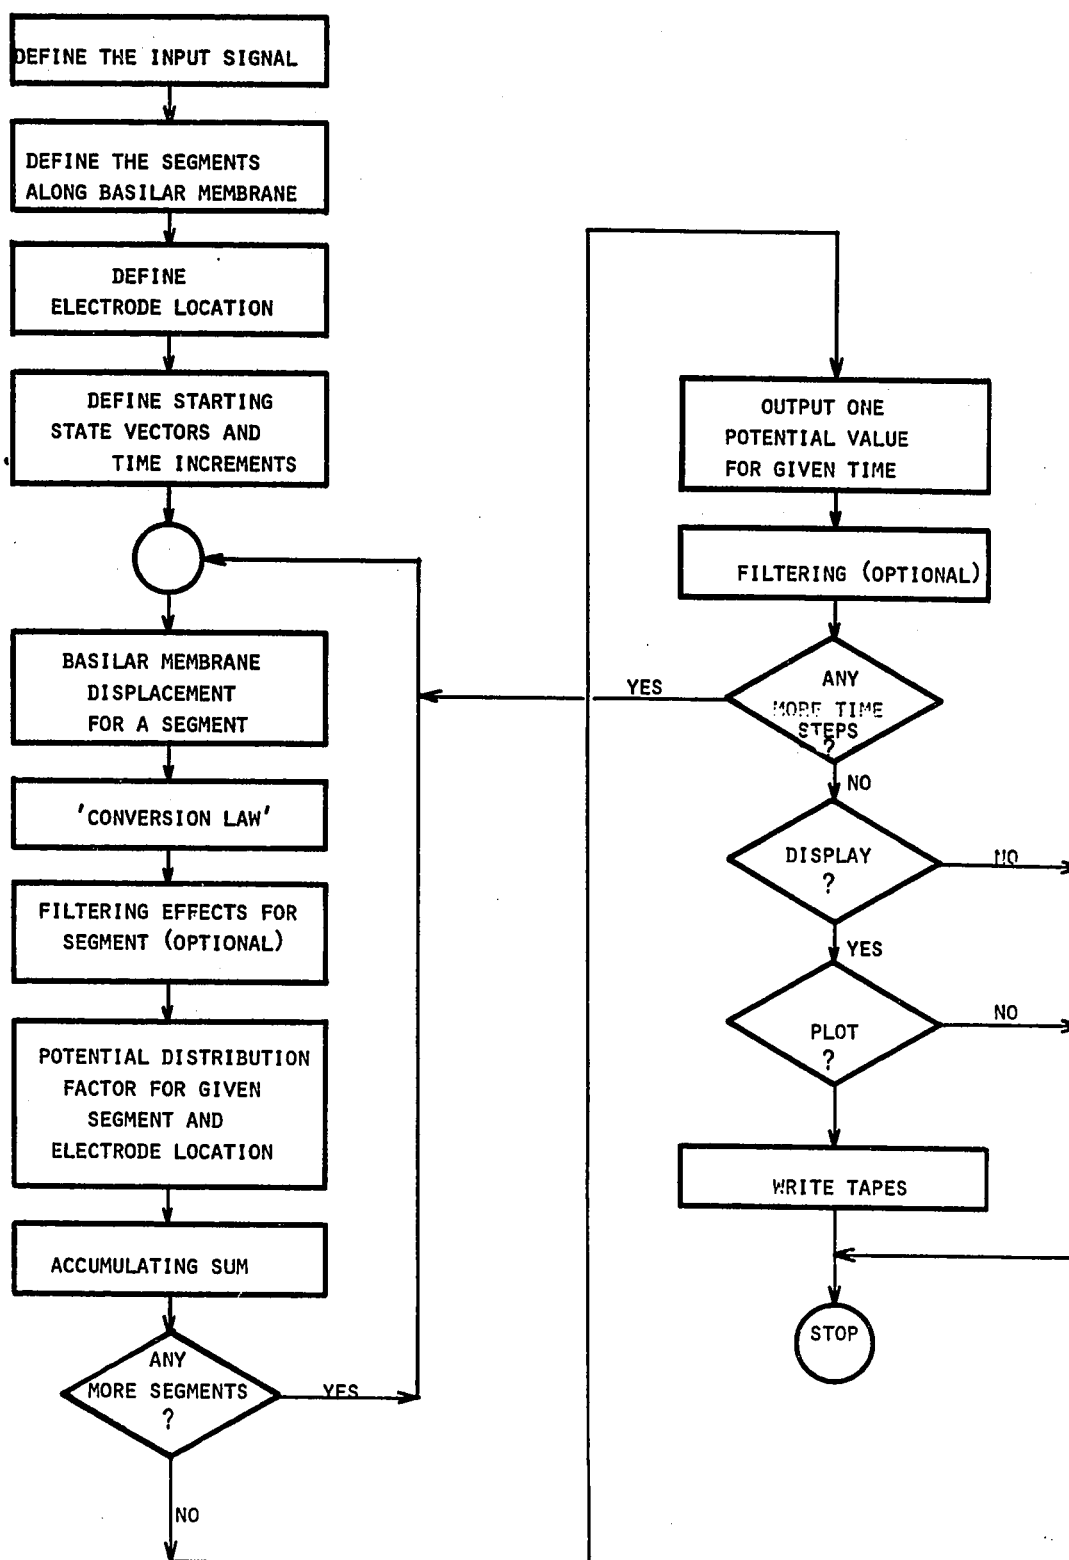 DEFINE THE INPUT SIGNAL
DEFINE THE SEGMENTS
ALONG BASILAR MEMBRANE
DEFINE
ELECTRODE LOCATION
DEFINE STARTING
STATE VECTORS AND
TIME INCREMENTS
BASILAR MEMBRANE
DISPLACEMENT
FOR A SEGMENT
'CONVERSION LAW'
FILTERING EFFECTS FOR
SEGMENT (OPTIONAL)
POTENTIAL DISTRIBUTION
FACTOR FOR GIVEN
SEGMENT AND
ELECTRODE LOCATION
ACCUMULATING SUM
ANY
MORE SEGMENTS
?
YES
NO
OUTPUT ONE
POTENTIAL VALUE
FOR GIVEN TIME
FILTERING (OPTIONAL)
ANY
MORE TIME
STEPS
?
YES
NO
DISPLAY
?
NO
YES
PLOT
?
NO
WRITE TAPES
STOP